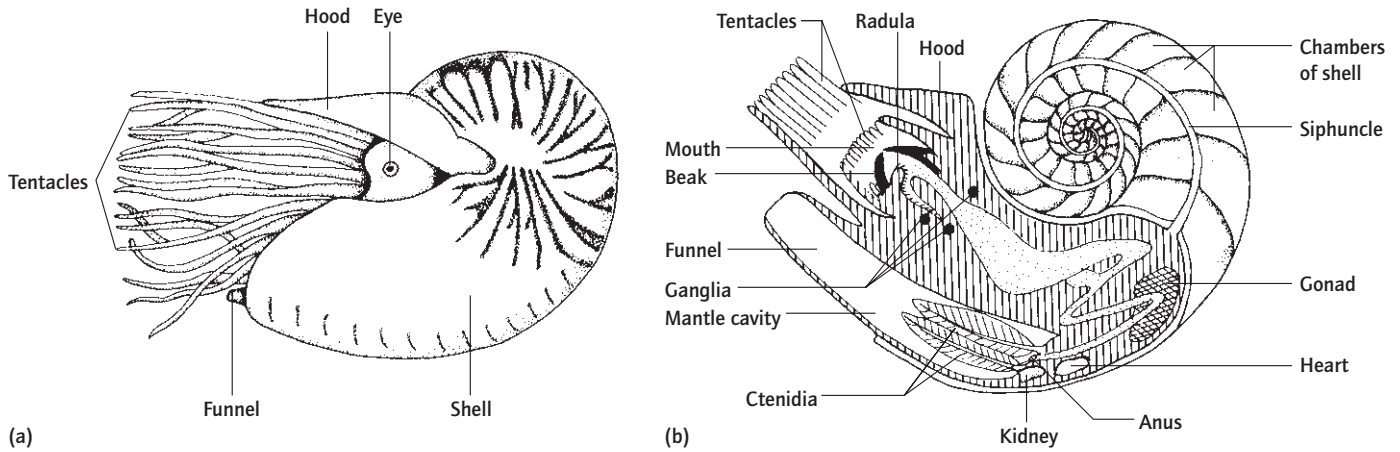 Hood
Eye
Tentacles
Funnel
Shell
(a)
Tentacles
Radula
Hood
Chambers
of shell
Siphuncle
Mouth
Beak
Funnel
Ganglia
Mantle cavity
Gonad
Heart
Ctenidia
Anus
Kidney
(b)